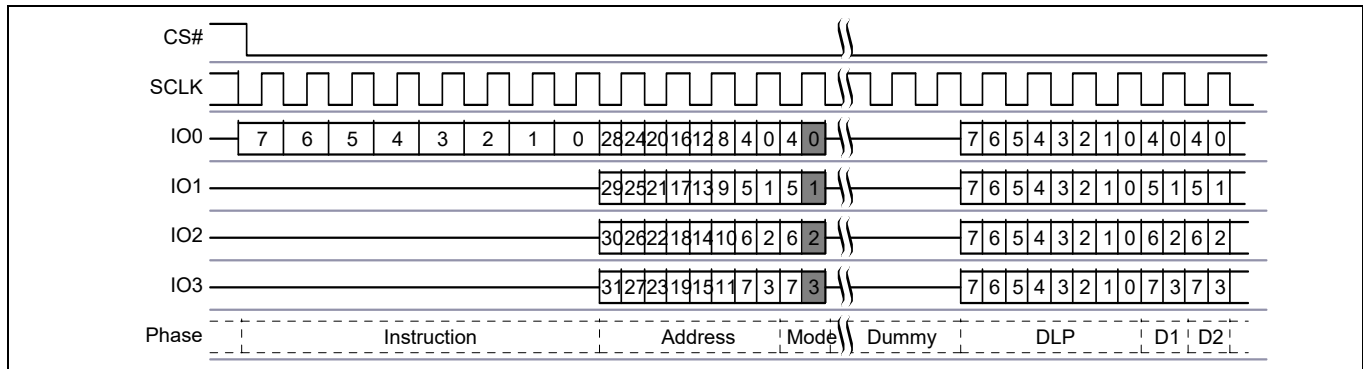 CS#
SCLK
IO0 7 6 5 4 3 2 1 0 28 24 20 16 12 8 4 0 4 0 7 6 5 4 3 2 1 0 4 0 4 0
IO1 29 25 21 17 13 9 5 1 5 1 7 6 5 4 3 2 1 0 5 1 5 1
IO2 30 26 22 18 14 10 6 2 6 2 7 6 5 4 3 2 1 0 6 2 6 2
IO3 31 27 23 19 15 11 7 3 7 3 7 6 5 4 3 2 1 0 7 3 7 3
Phase Instruction Address Mode Dummy DLP D1 D2